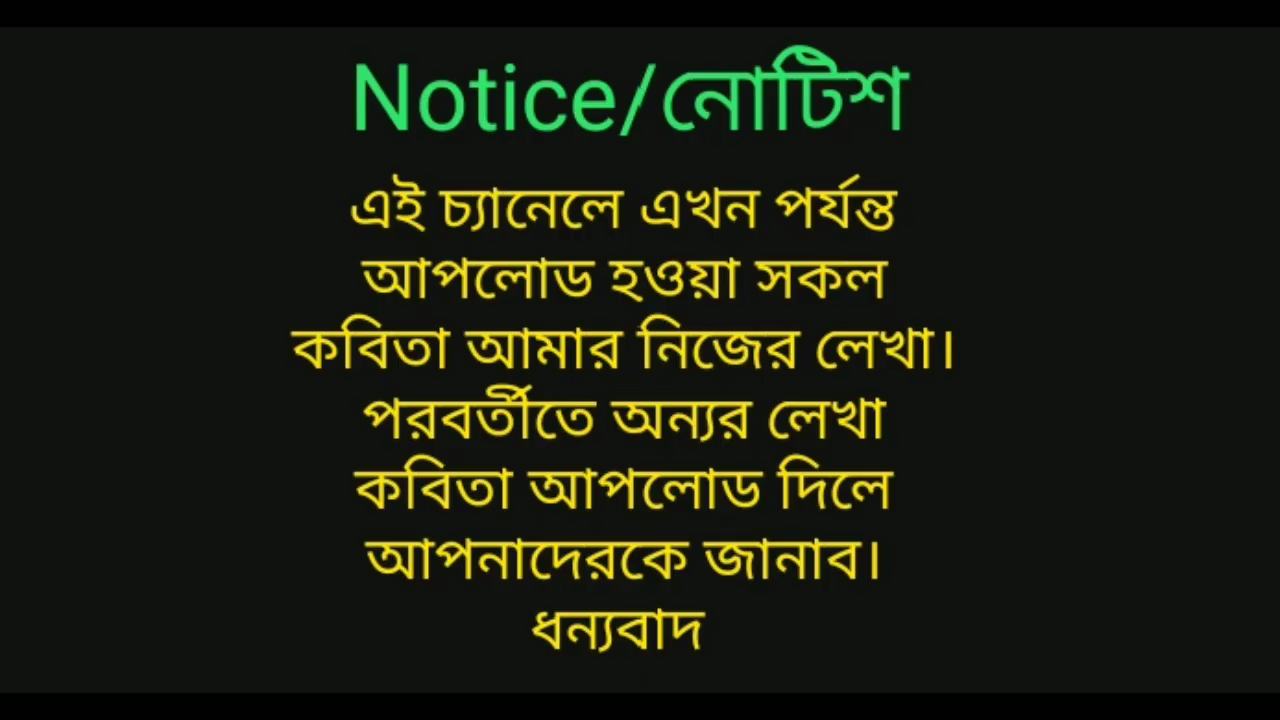 Notice/নোটিশ
এই চ্যানেলে এখন পর্যন্ত
আপলোড হওয়া সকল
কবিতা আমার নিজের লেখা।
পরবর্তীতে অন্যর লেখা
কবিতা আপলোড দিলে
আপনাদেরকে জানাব।
ধন্যবাদ